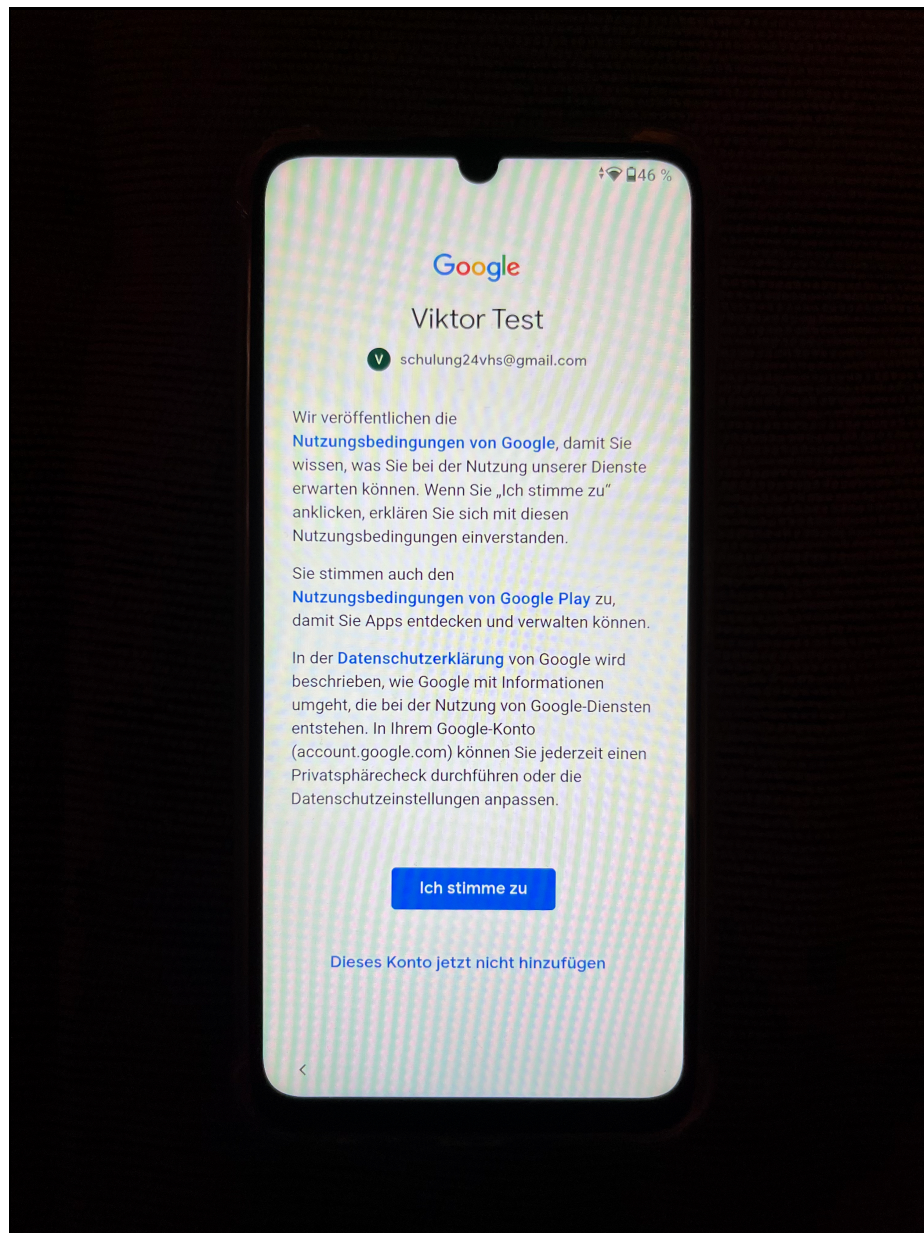 46 %
Google
Viktor Test
V schulung24vhs@gmail.com
Wir veröffentlichen die
Nutzungsbedingungen von Google, damit Sie
wissen, was Sie bei der Nutzung unserer Dienste
erwarten können. Wenn Sie „Ich stimme zu“
anklicken, erklären Sie sich mit diesen
Nutzungsbedingungen einverstanden.
Sie stimmen auch den
Nutzungsbedingungen von Google Play zu,
damit Sie Apps entdecken und verwalten können.
In der Datenschutzerklärung von Google wird
beschrieben, wie Google mit Informationen
umgeht, die bei der Nutzung von Google-Diensten
entstehen. In Ihrem Google-Konto
(account.google.com) können Sie jederzeit einen
Privatsphärecheck durchführen oder die
Datenschutzeinstellungen anpassen.
Ich stimme zu
Dieses Konto jetzt nicht hinzufügen